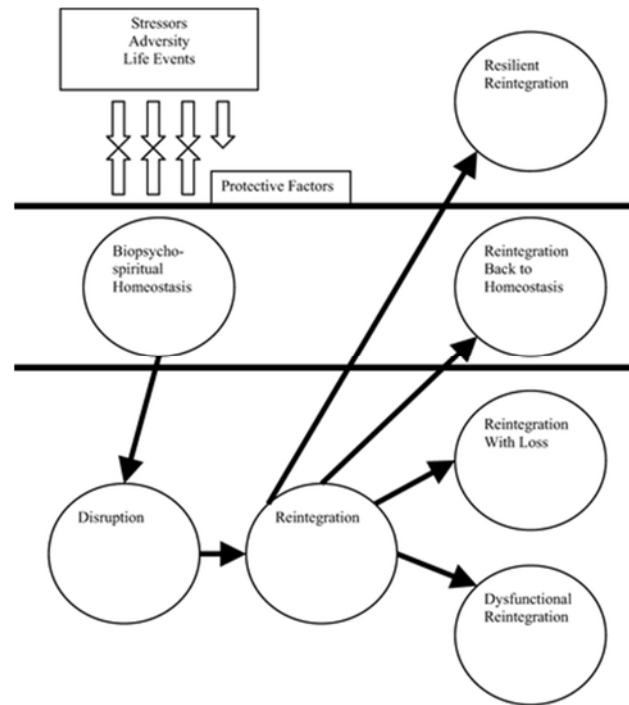 Stressors
Adversity
Life Events
Resilient
Reintegration
Protective Factors
Biopsycho-
spiritual
Homeostasis
Reintegration
Back to
Homeostasis
Reintegration
With Loss
Disruption
Reintegration
Dysfunctional
Reintegration